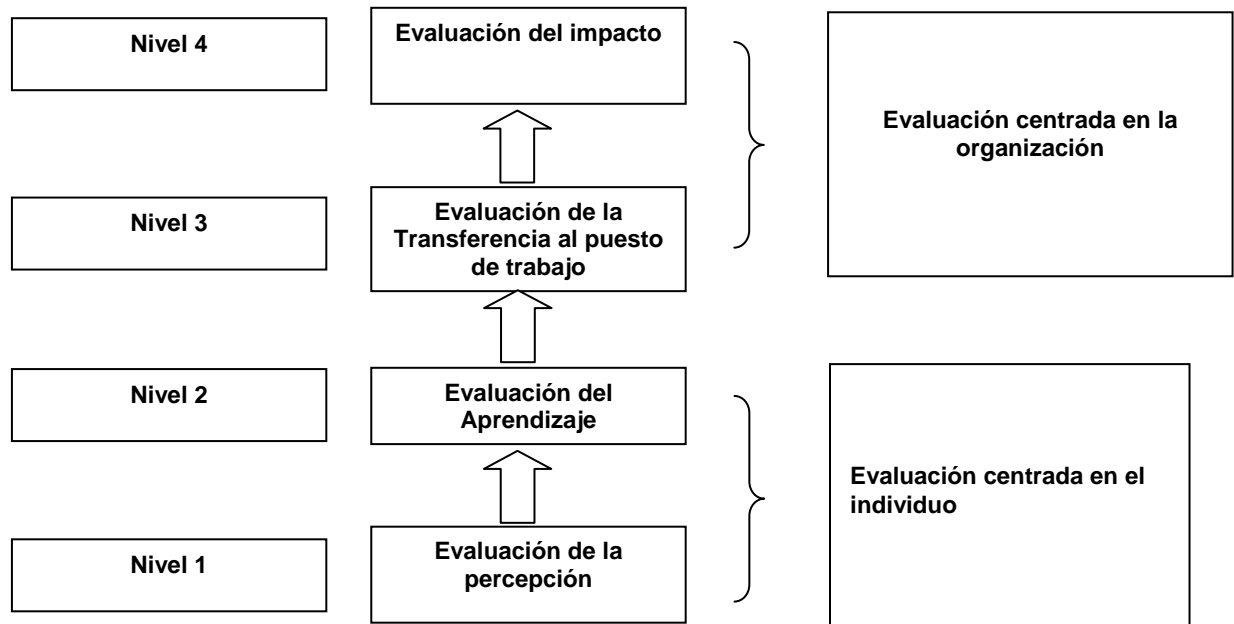 Nivel 4
Evaluación del impacto
Evaluación centrada en la
organización
Nivel 3
Evaluación de la
Transferencia al puesto
de trabajo
Nivel 2
Evaluación del
Aprendizaje
Evaluación centrada en el
individuo
Nivel 1
Evaluación de la
percepción